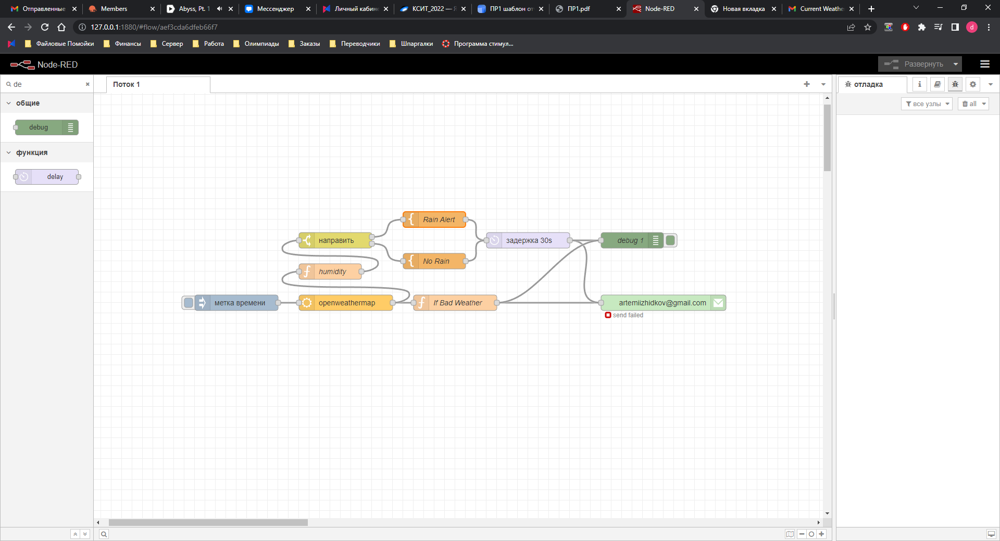 Отправленные
Members
Abyss, Pt. 1
Мессенджер
Личный кабин
КСИТ_2022 — Я
ПР1 шаблон от
ПР1.pdf
Node-RED
Новая вкладка
Current Weathe
127.0.0.1:1880/#flow/aef3cda6dfeb66f7
d
Файловые Помойки
Финансы
Сервер
Работа
Олимпиады
Заказы
Переводчики
Шпаргалки
Программа стимул...
Node-RED
Развернуть
de
Поток 1
отладка
общие
все узлы
all
debug
функция
delay
Rain Alert
направить
задержка 30s
debug 1
No Rain
humidity
метка времени
openweathermap
If Bad Weather
artemiizhidkov@gmail.com
send failed